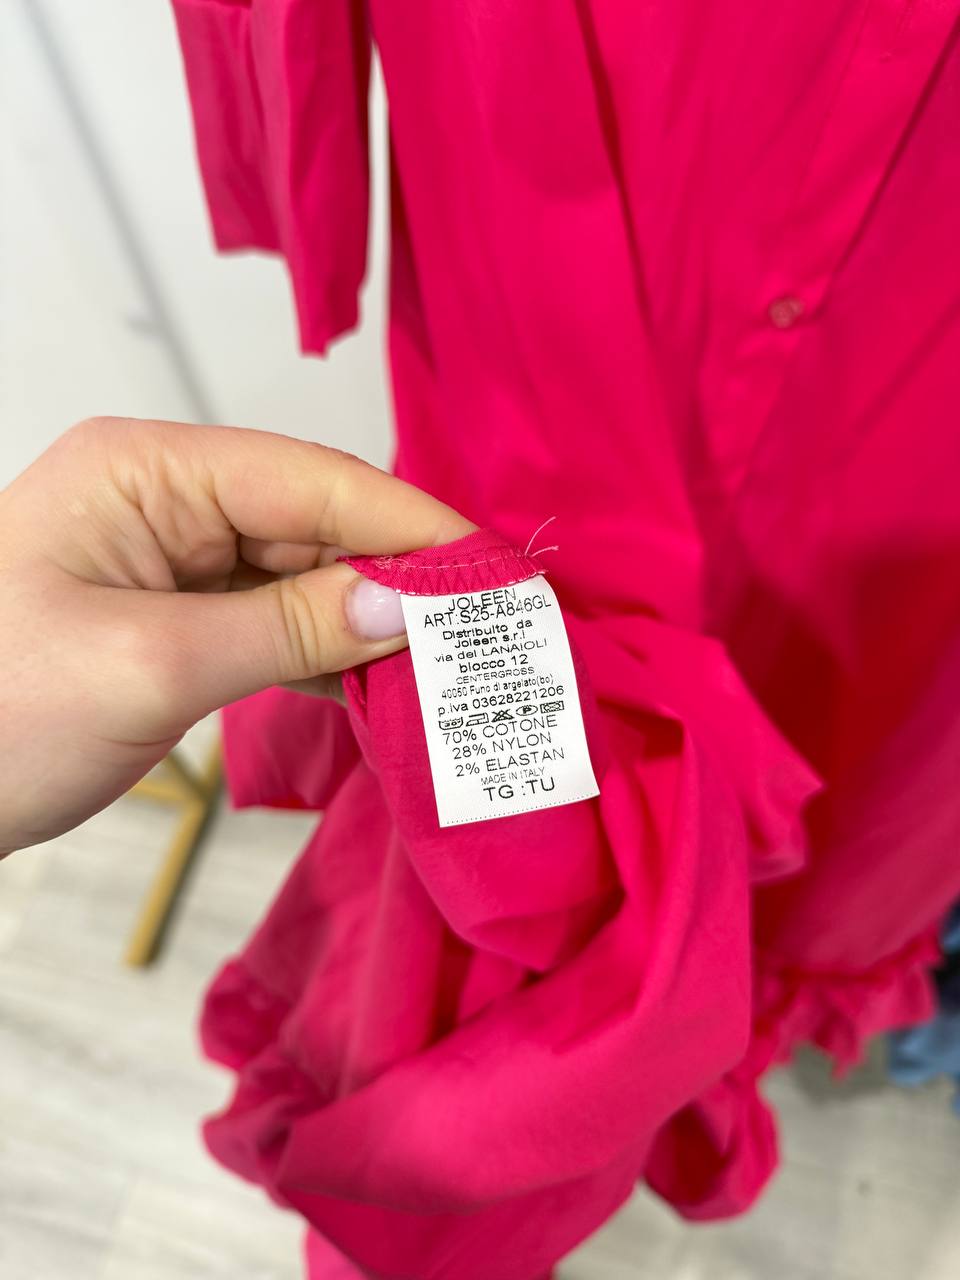 JOLEEN
ART:S25-A846GL
Distribuito da
Joleen s.r.l
via dei LANAIOLI
blocco 12
CENTERGROSS
40050 Funo di argelato(bo)
p.iva 03628221206
70% COTONE
28% NYLON
2% ELASTAN
MADE IN ITALY
TG :TU